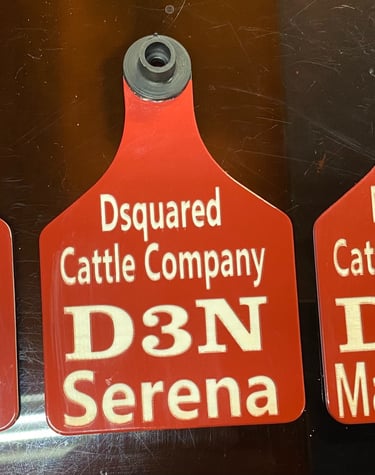 Dsquared
Cattle Company
D3N
Serena